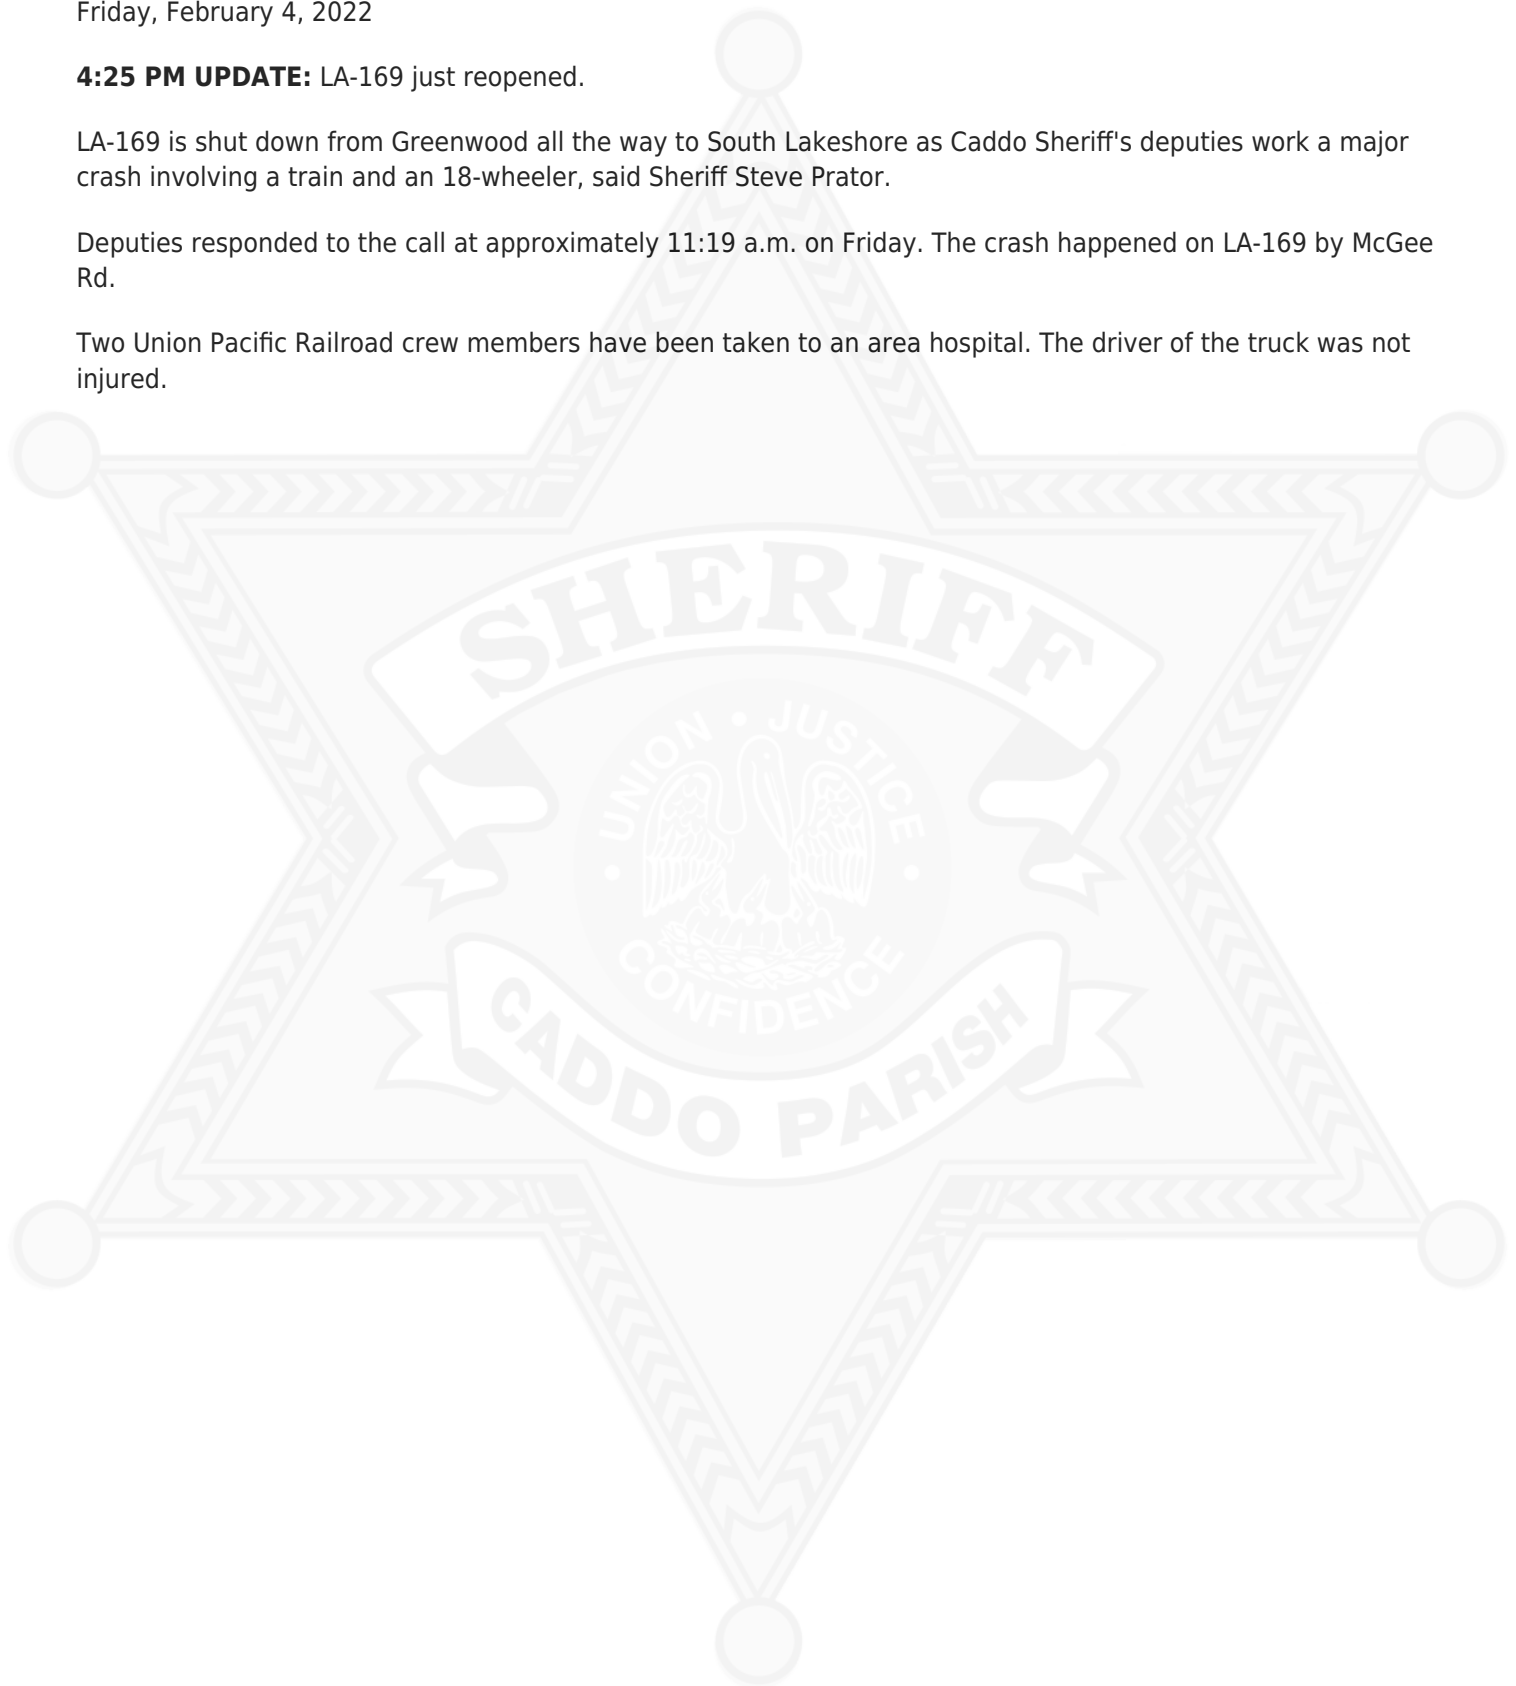 Friday, February 4, 2022
4:25 PM UPDATE: LA-169 just reopened.
LA-169 is shut down from Greenwood all the way to South Lakeshore as Caddo Sheriff's deputies work a major
crash involving a train and an 18-wheeler, said Sheriff Steve Prator.
Deputies responded to the call at approximately 11:19 a.m. on Friday. The crash happened on LA-169 by McGee
Rd.
Two Union Pacific Railroad crew members have been taken to an area hospital. The driver of the truck was not
injured.
SHERIFF
UNION • JUSTICE
• CONFIDENCE •
CADDO PARISH